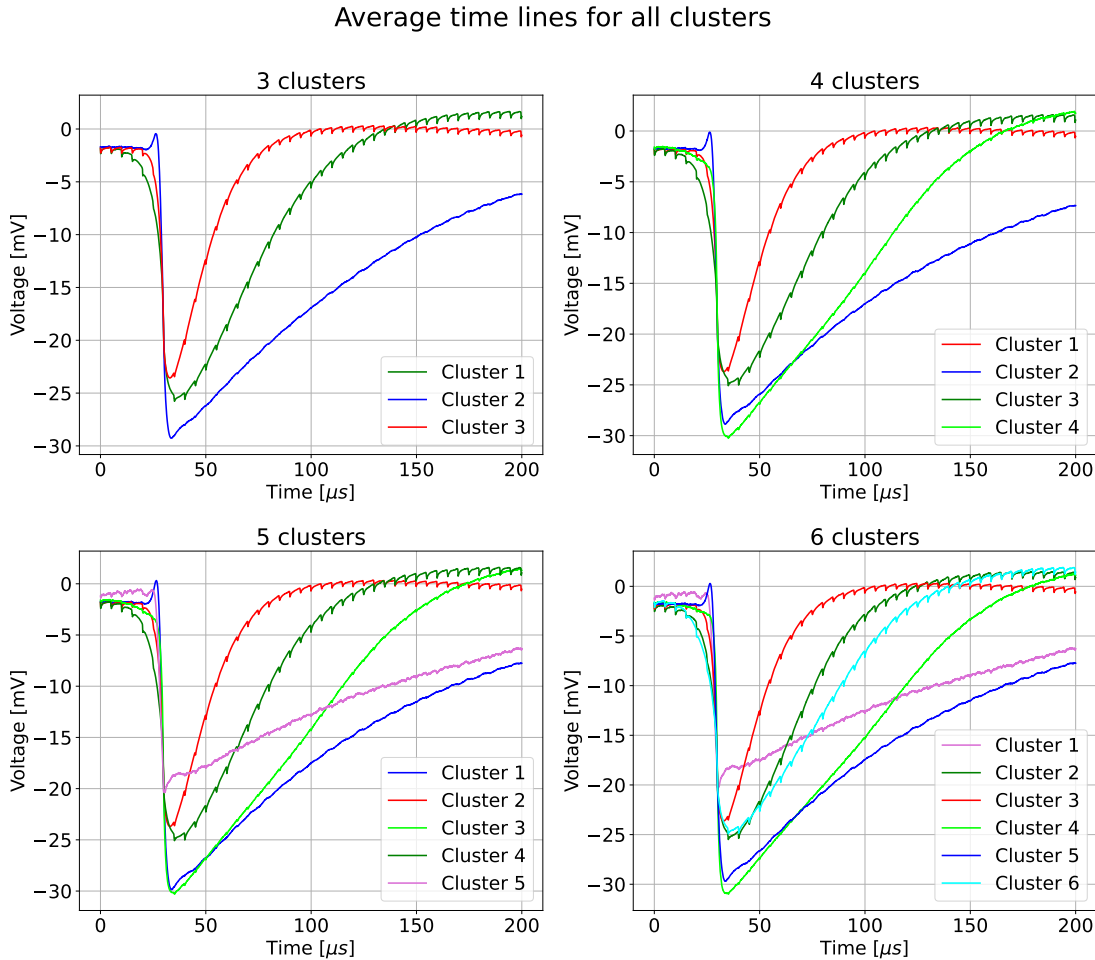 Average time lines for all clusters
3 clusters
Voltage [mV]
0
−5
−10
−15
−20
−25
−30
0 50 100 150 200
Time [μs]
Cluster 1
Cluster 2
Cluster 3
4 clusters
Voltage [mV]
0
−5
−10
−15
−20
−25
−30
0 50 100 150 200
Time [μs]
Cluster 1
Cluster 2
Cluster 3
Cluster 4
5 clusters
Voltage [mV]
0
−5
−10
−15
−20
−25
−30
0 50 100 150 200
Time [μs]
Cluster 1
Cluster 2
Cluster 3
Cluster 4
Cluster 5
6 clusters
Voltage [mV]
0
−5
−10
−15
−20
−25
−30
0 50 100 150 200
Time [μs]
Cluster 1
Cluster 2
Cluster 3
Cluster 4
Cluster 5
Cluster 6